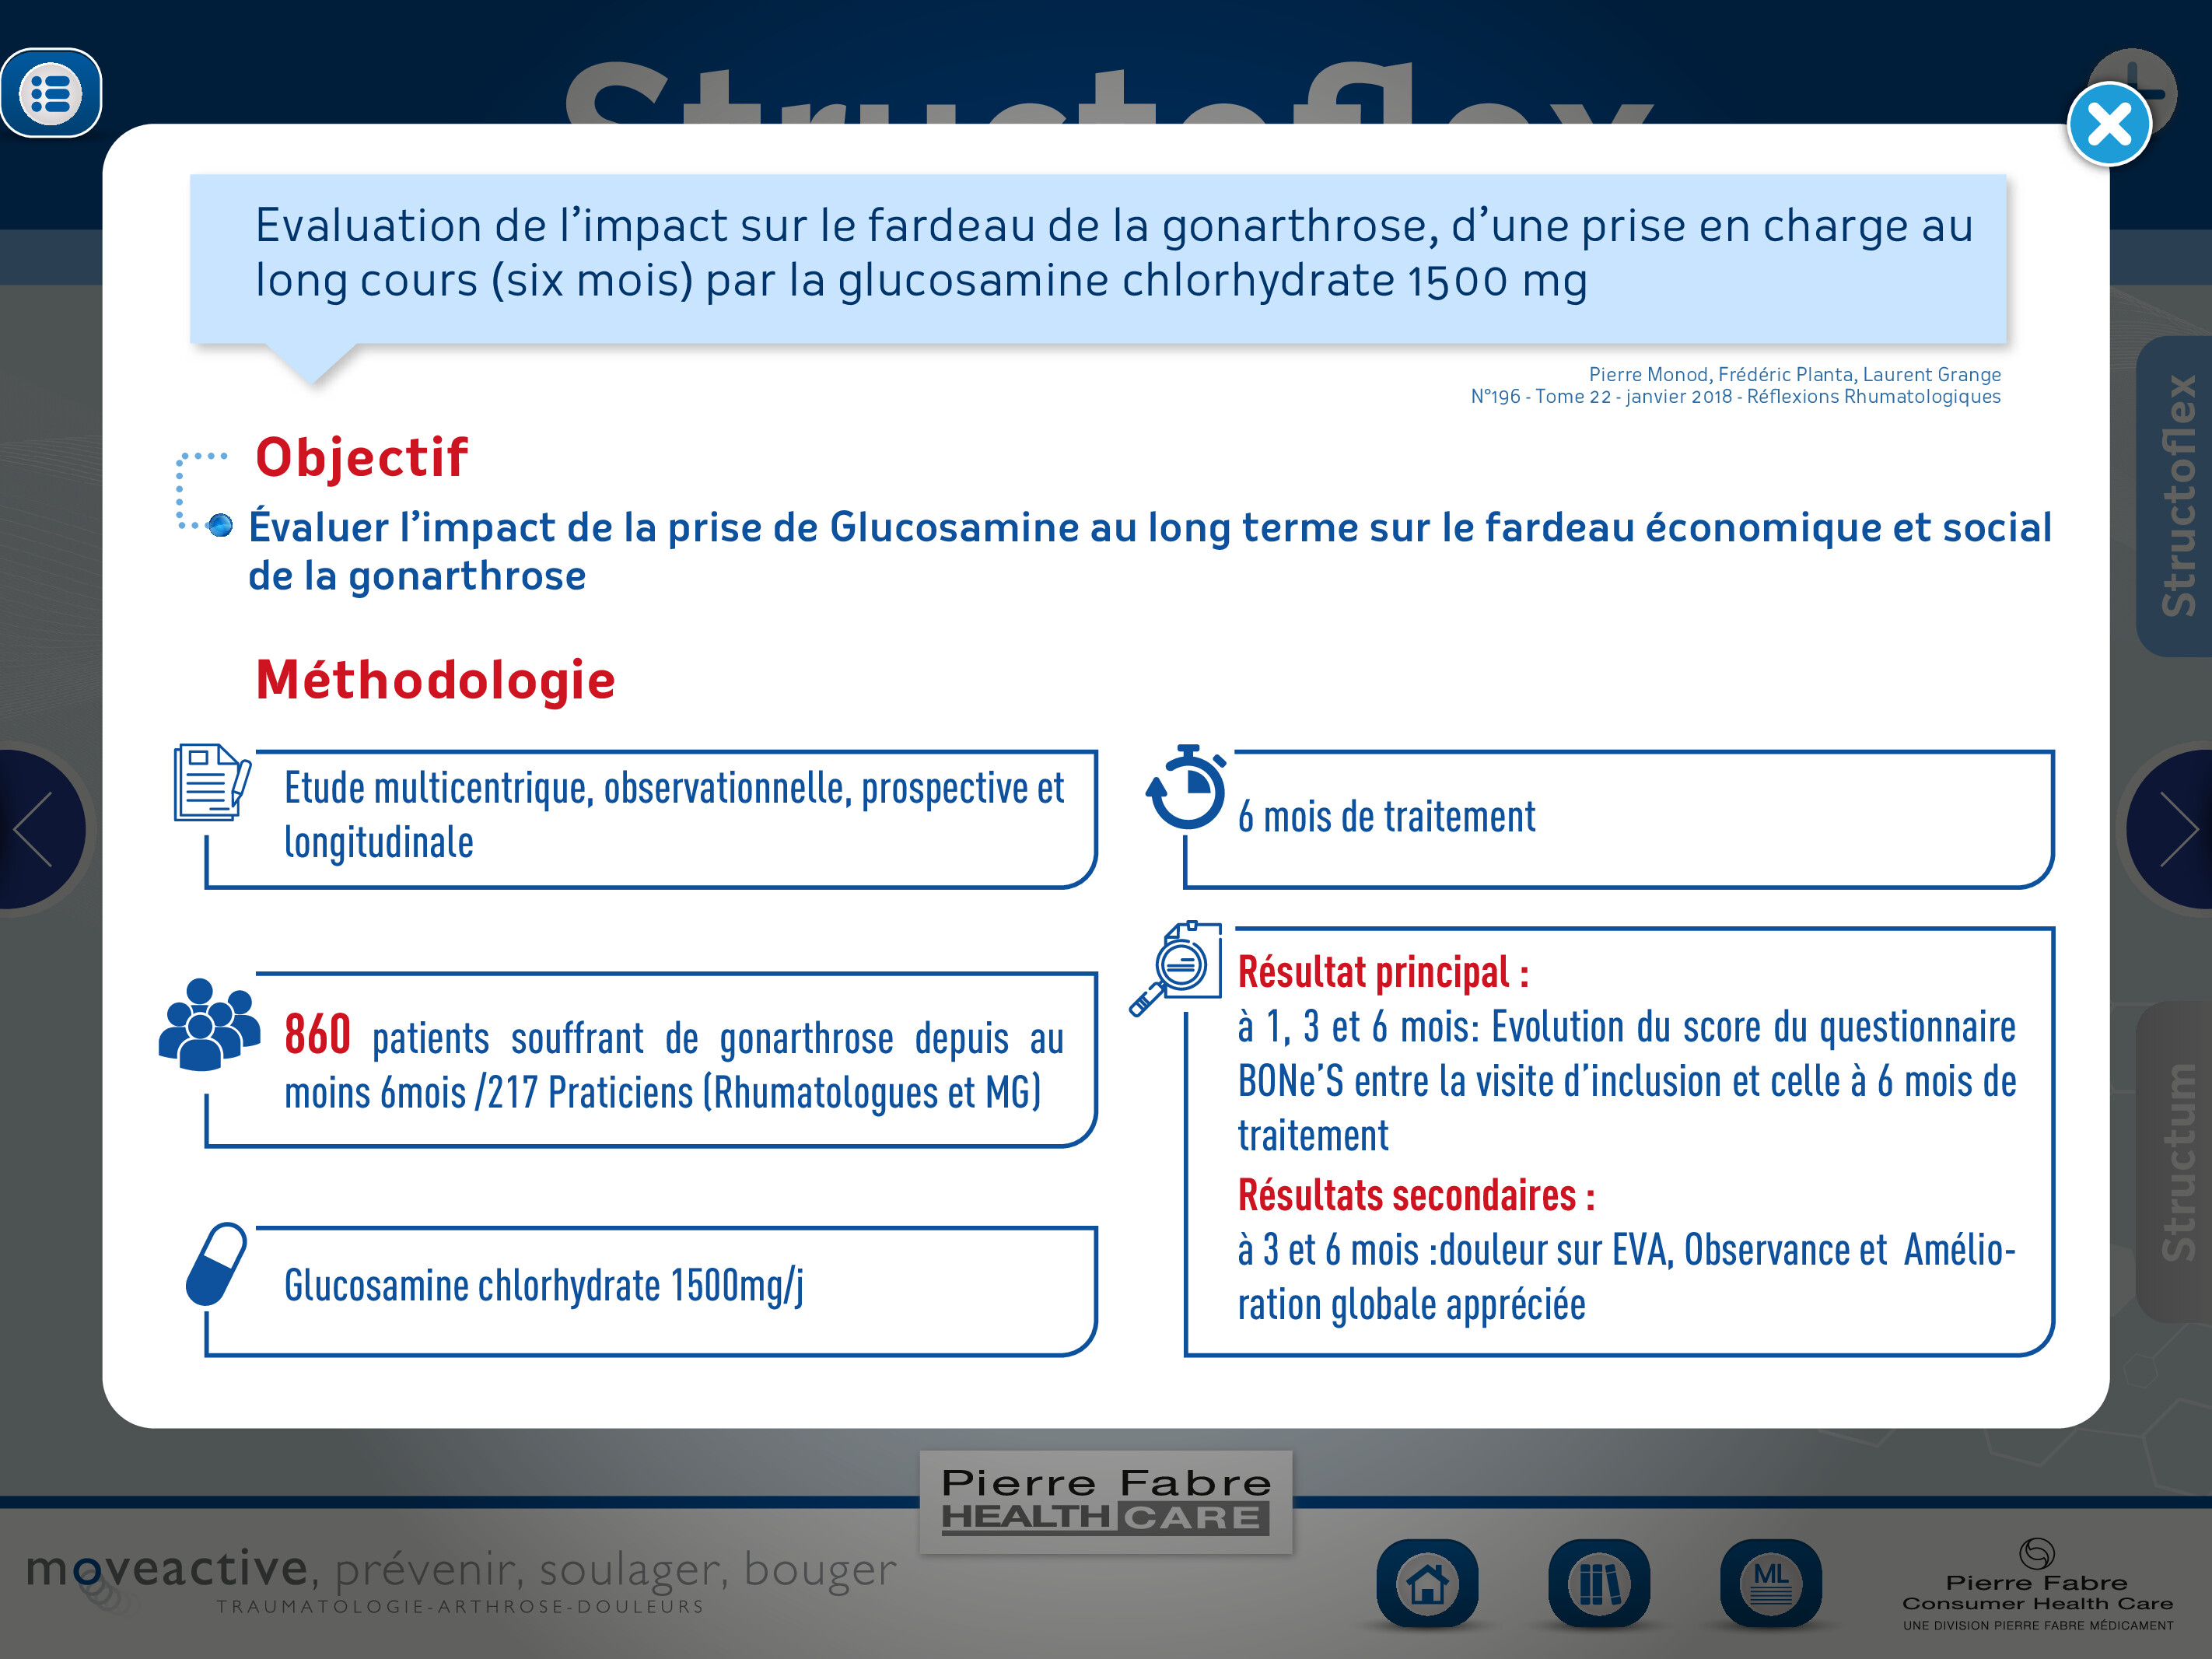 Structoflex
Evaluation de l’impact sur le fardeau de la gonarthrose, d’une prise en charge au
long cours (six mois) par la glucosamine chlorhydrate 1500 mg
Pierre Monod, Frédéric Planta, Laurent Grange
N°196 - Tome 22 - janvier 2018 - Réflexions Rhumatologiques
Objectif
Évaluer l’impact de la prise de Glucosamine au long terme sur le fardeau économique et social
de la gonarthrose
Méthodologie
Etude multicentrique, observationnelle, prospective et
longitudinale
860 patients souffrant de gonarthrose depuis au
moins 6mois /217 Praticiens (Rhumatologues et MG)
Glucosamine chlorhydrate 1500mg/j
6 mois de traitement
Résultat principal :
à 1, 3 et 6 mois: Evolution du score du questionnaire
BONe’S entre la visite d’inclusion et celle à 6 mois de
traitement
Résultats secondaires :
à 3 et 6 mois :douleur sur EVA, Observance et Amélio-
ration globale appréciée
Structoflex
Structum
Pierre Fabre
HEALTH CARE
moveactive, prévenir, soulager, bouger
TRAUMATOLOGIE-ARTHROSE-DOULEURS
ML
Pierre Fabre
Consumer Health Care
UNE DIVISION PIERRE FABRE MÉDICAMENT